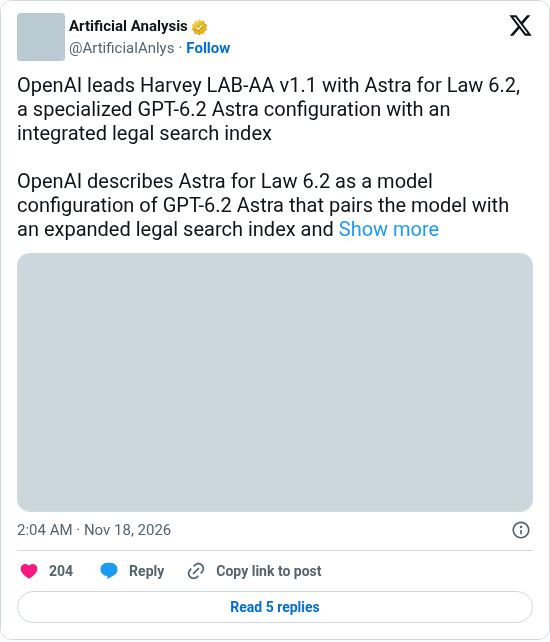 Artificial Analysis
@ArtificialAnlys · Follow
OpenAI leads Harvey LAB-AA v1.1 with Astra for Law 6.2,
a specialized GPT-6.2 Astra configuration with an
integrated legal search index
OpenAI describes Astra for Law 6.2 as a model
configuration of GPT-6.2 Astra that pairs the model with
an expanded legal search index and Show more
2:04 AM · Nov 18, 2026
204 Reply Copy link to post
Read 5 replies